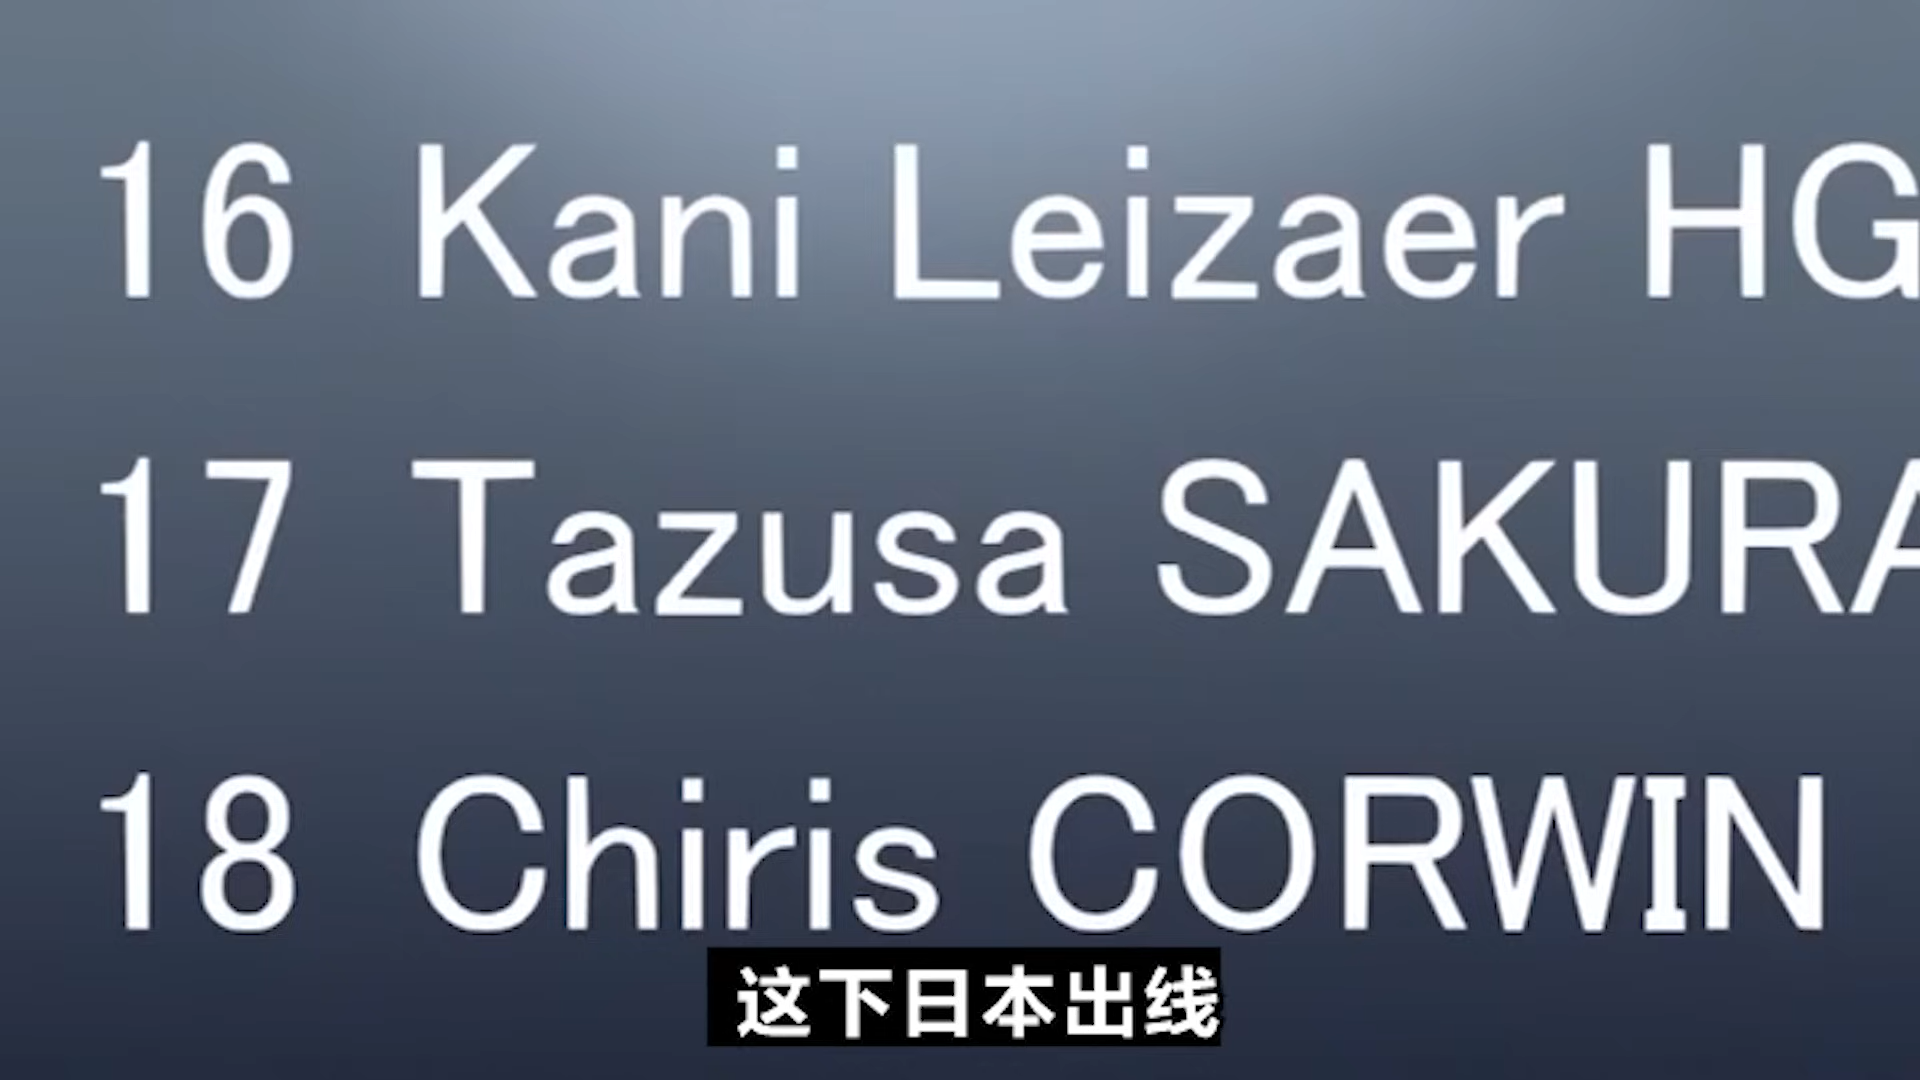 16 Kani Leizaer HG
17 Tazusa SAKURA
18 Chiris CORWIN
这下日本出线